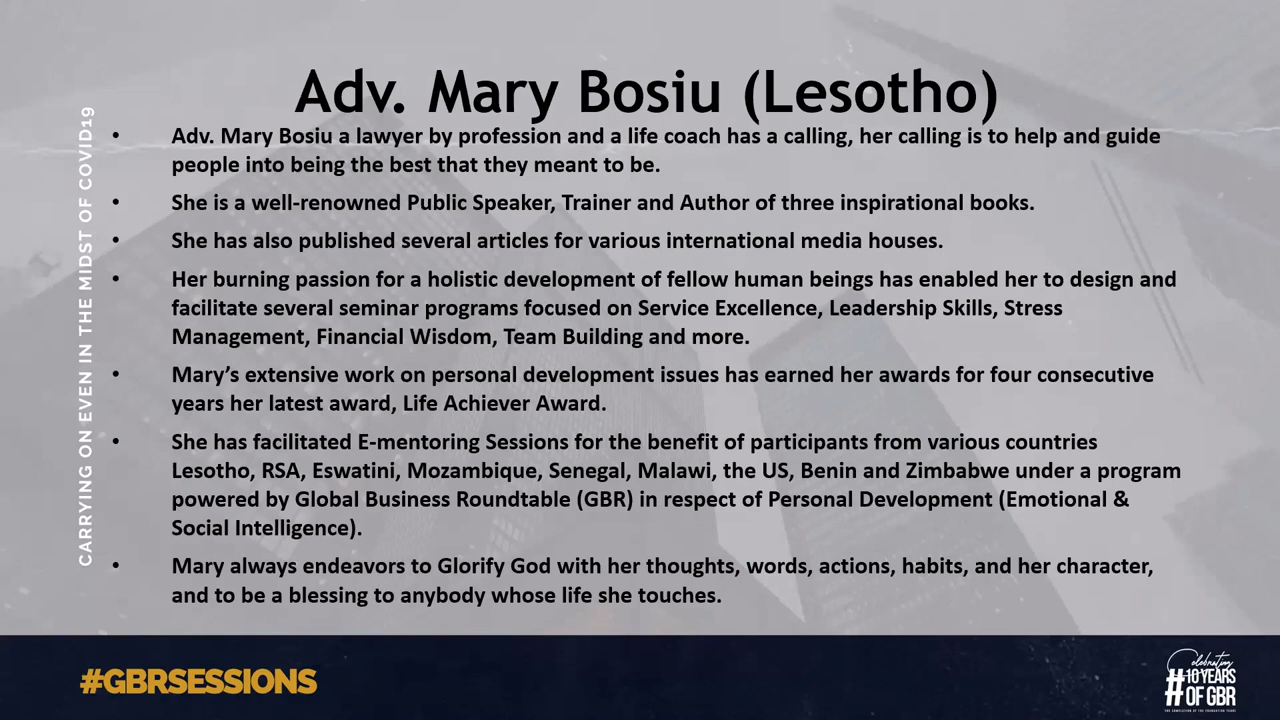 Adv. Mary Bosiu (Lesotho)
CARRYING ON EVEN IN THE MIDST OF COVID19
• Adv. Mary Bosiu a lawyer by profession and a life coach has a calling, her calling is to help and guide
people into being the best that they meant to be.
• She is a well-renowned Public Speaker, Trainer and Author of three inspirational books.
• She has also published several articles for various international media houses.
• Her burning passion for a holistic development of fellow human beings has enabled her to design and
facilitate several seminar programs focused on Service Excellence, Leadership Skills, Stress
Management, Financial Wisdom, Team Building and more.
• Mary’s extensive work on personal development issues has earned her awards for four consecutive
years her latest award, Life Achiever Award.
• She has facilitated E-mentoring Sessions for the benefit of participants from various countries
Lesotho, RSA, Eswatini, Mozambique, Senegal, Malawi, the US, Benin and Zimbabwe under a program
powered by Global Business Roundtable (GBR) in respect of Personal Development (Emotional &
Social Intelligence).
• Mary always endeavors to Glorify God with her thoughts, words, actions, habits, and her character,
and to be a blessing to anybody whose life she touches.
#GBRSESSIONS
Celebrating
#10 YEARS
OF GBR